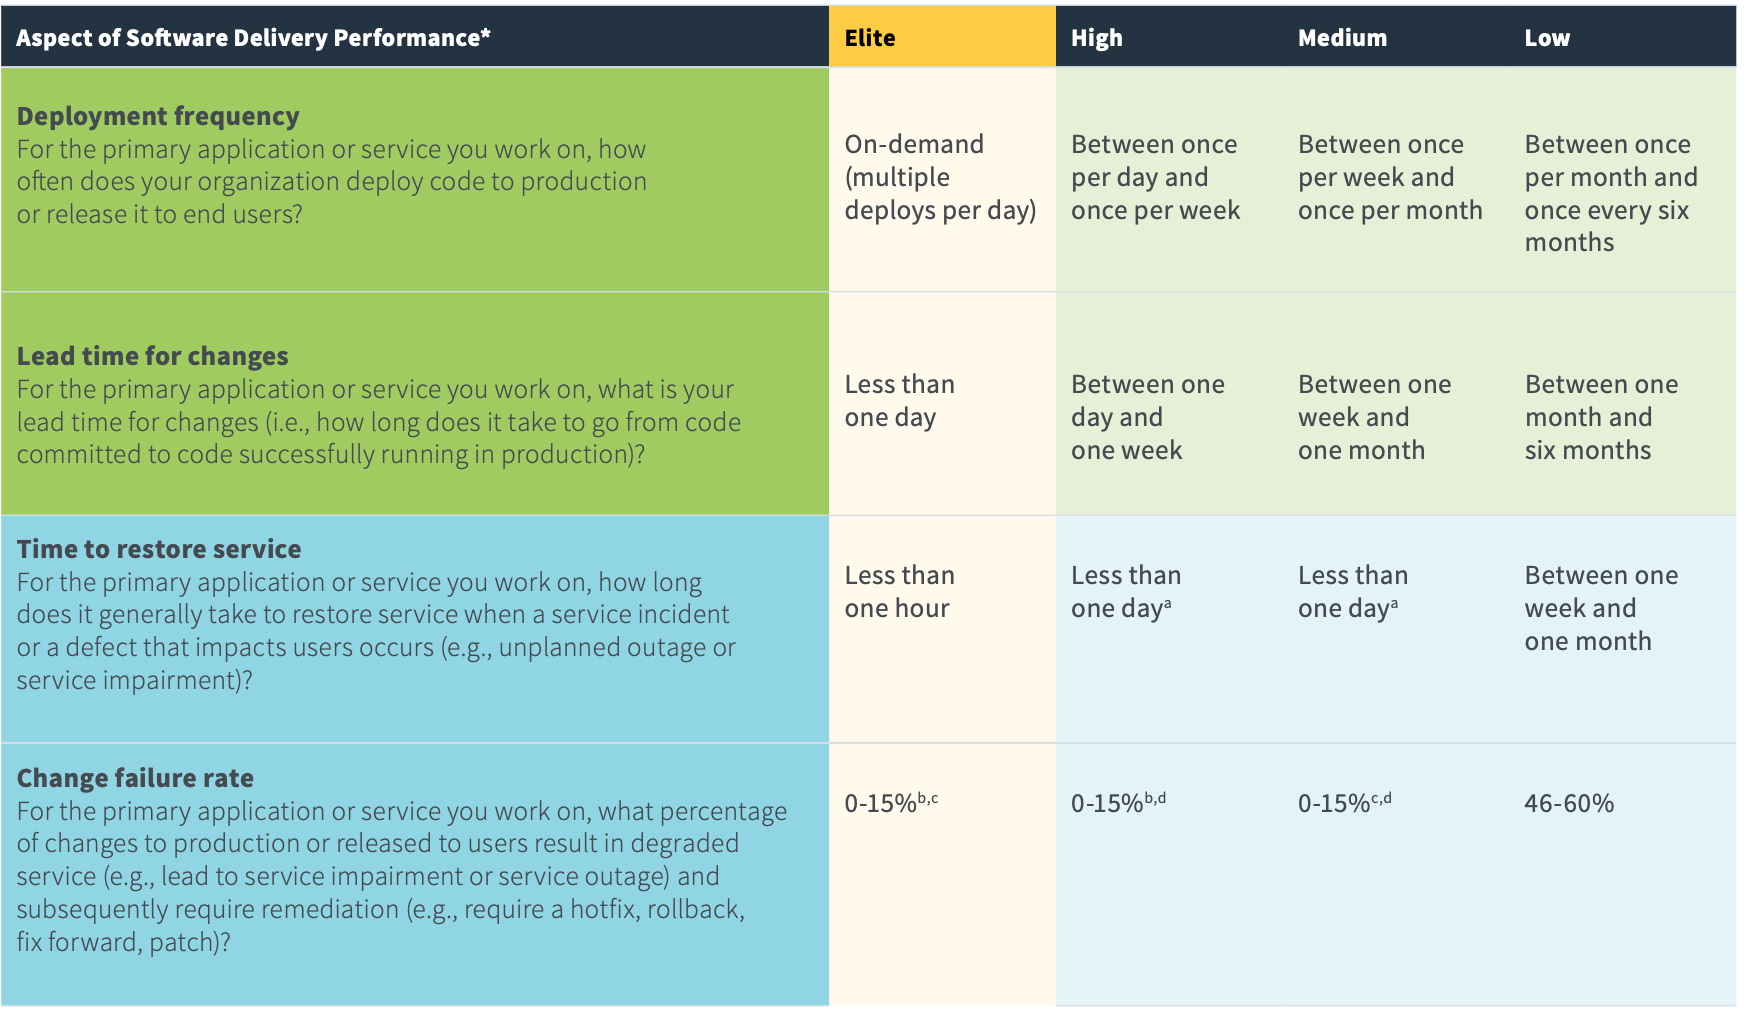 Aspect of Software Delivery Performance*
Elite
High
Medium
Low
Deployment frequency
For the primary application or service you work on, how
often does your organization deploy code to production
or release it to end users?
On-demand
(multiple
deploys per day)
Between once
per day and
once per week
Between once
per week and
once per month
Between once
per month and
once every six
months
Lead time for changes
For the primary application or service you work on, what is your
lead time for changes (i.e., how long does it take to go from code
committed to code successfully running in production)?
Less than
one day
Between one
day and
one week
Between one
week and
one month
Between one
month and
six months
Time to restore service
For the primary application or service you work on, how long
does it generally take to restore service when a service incident
or a defect that impacts users occurs (e.g., unplanned outage or
service impairment)?
Less than
one hour
Less than
one dayᵃ
Less than
one dayᵃ
Between one
week and
one month
Change failure rate
For the primary application or service you work on, what percentage
of changes to production or released to users result in degraded
service (e.g., lead to service impairment or service outage) and
subsequently require remediation (e.g., require a hotfix, rollback,
fix forward, patch)?
0-15%ᵇ,ᶜ
0-15%ᵇ,ᵈ
0-15%ᶜ,ᵈ
46-60%